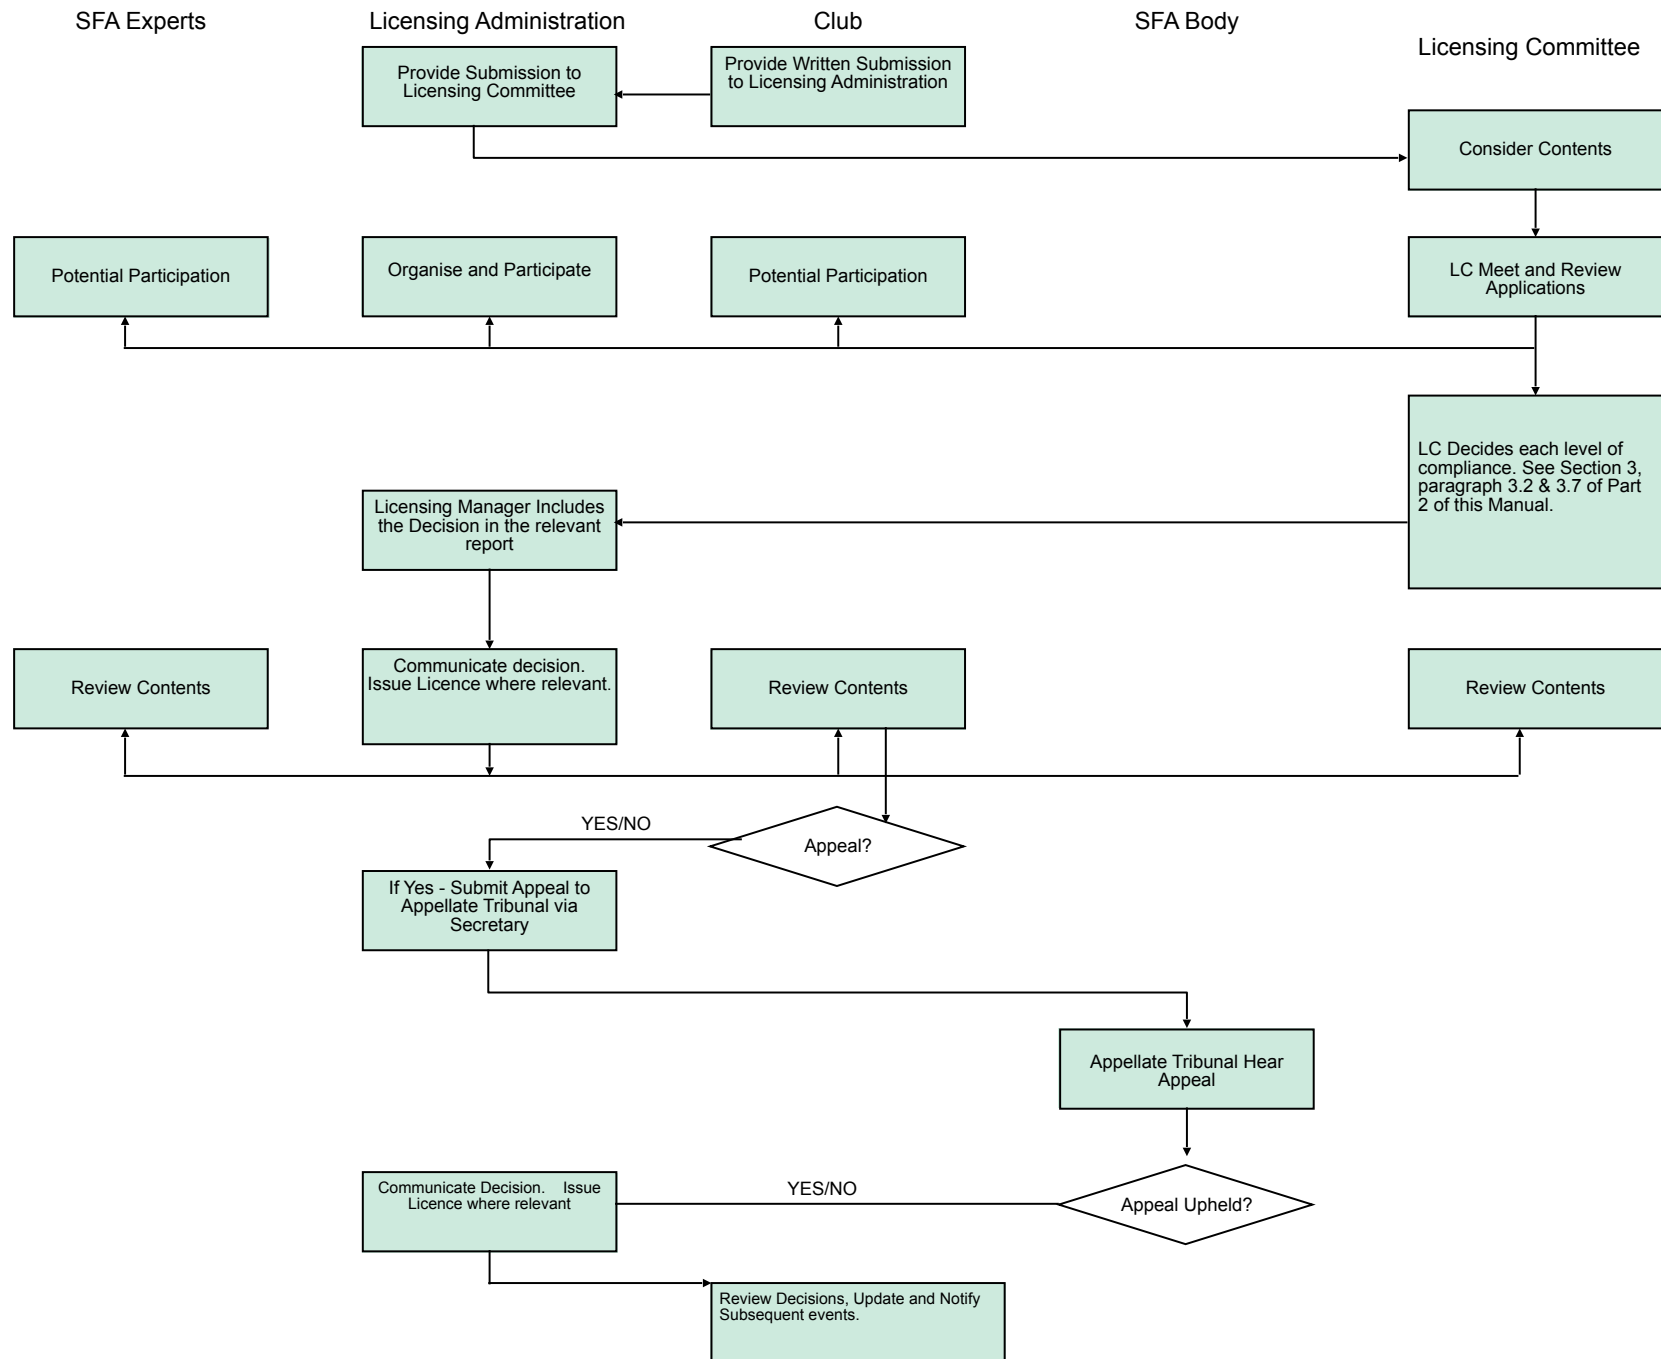 SFA Experts
Licensing Administration
Club
SFA Body
Licensing Committee
Provide Submission to
Licensing Committee
Provide Written Submission
to Licensing Administration
Consider Contents
Potential Participation
Organise and Participate
Potential Participation
LC Meet and Review
Applications
LC Decides each level of
compliance. See Section 3,
paragraph 3.2 & 3.7 of Part
2 of this Manual.
Licensing Manager Includes
the Decision in the relevant
report
Review Contents
Communicate decision.
Issue Licence where relevant.
Review Contents
Review Contents
YES/NO
Appeal?
If Yes - Submit Appeal to
Appellate Tribunal via
Secretary
Appellate Tribunal Hear
Appeal
Communicate Decision. Issue
Licence where relevant
YES/NO
Appeal Upheld?
Review Decisions, Update and Notify
Subsequent events.